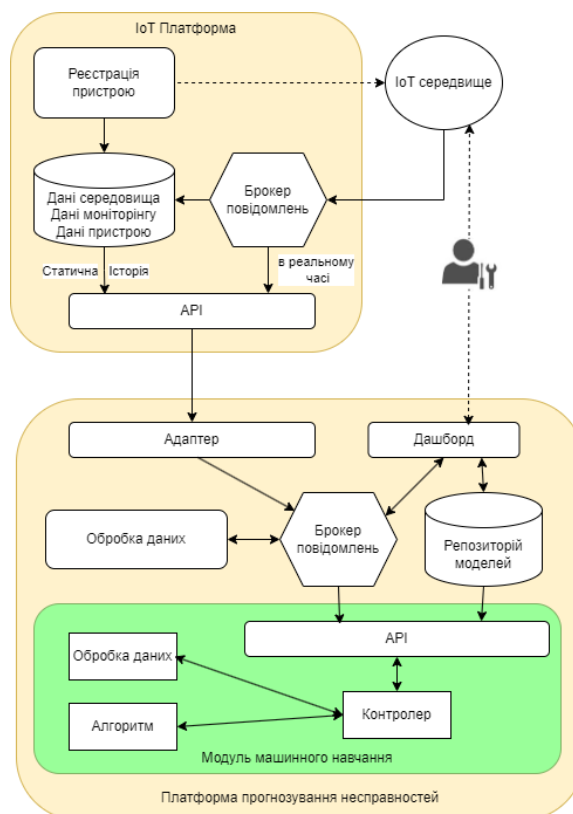 IoT Платформа
Реєстрація
пристрою
IoT середвище
Дані середовища
Дані моніторінгу
Дані пристрою
Брокер
повідомлень
Статична
Історія
в реальному
часі
API
Адаптер
Дашборд
Обробка даних
Брокер
повідомлень
Репозиторій
моделей
API
Обробка даних
Контролер
Алгоритм
Модуль машинного навчання
Платформа прогнозування несправностей